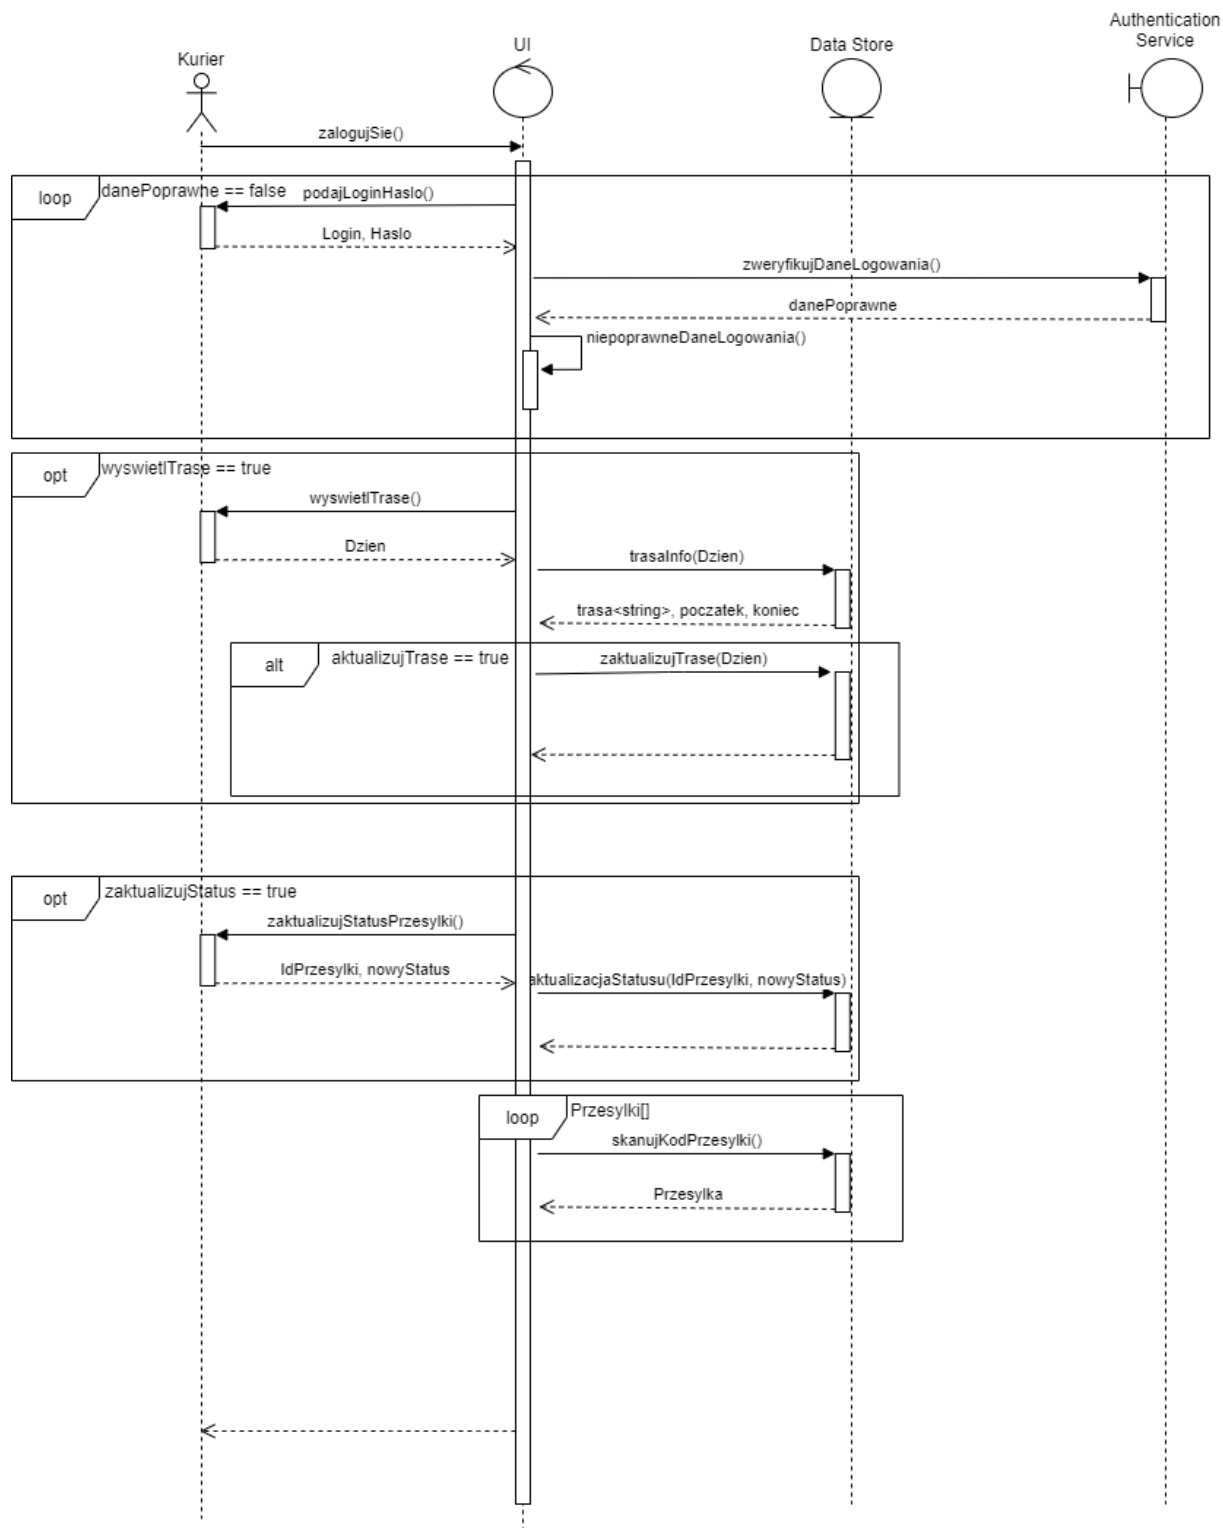 Authentication
Service
Kurier
UI
Data Store
zalogujSie()
loop
danePoprawne == false
podajLoginHaslo()
Login, Haslo
zweryfikujDaneLogowania()
danePoprawne
niepoprawneDaneLogowania()
opt
wyswietlTrase == true
wyswietlTrase()
Dzien
trasaInfo(Dzien)
trasa<string>, poczatek, koniec
alt
aktualizujTrase == true
zaktualizujTrase(Dzien)
opt
zaktualizujStatus == true
zaktualizujStatusPrzesylki()
IdPrzesylki, nowyStatus
aktualizacjaStatusu(IdPrzesylki, nowyStatus)
loop
Przesylki[]
skanujKodPrzesylki()
Przesylka